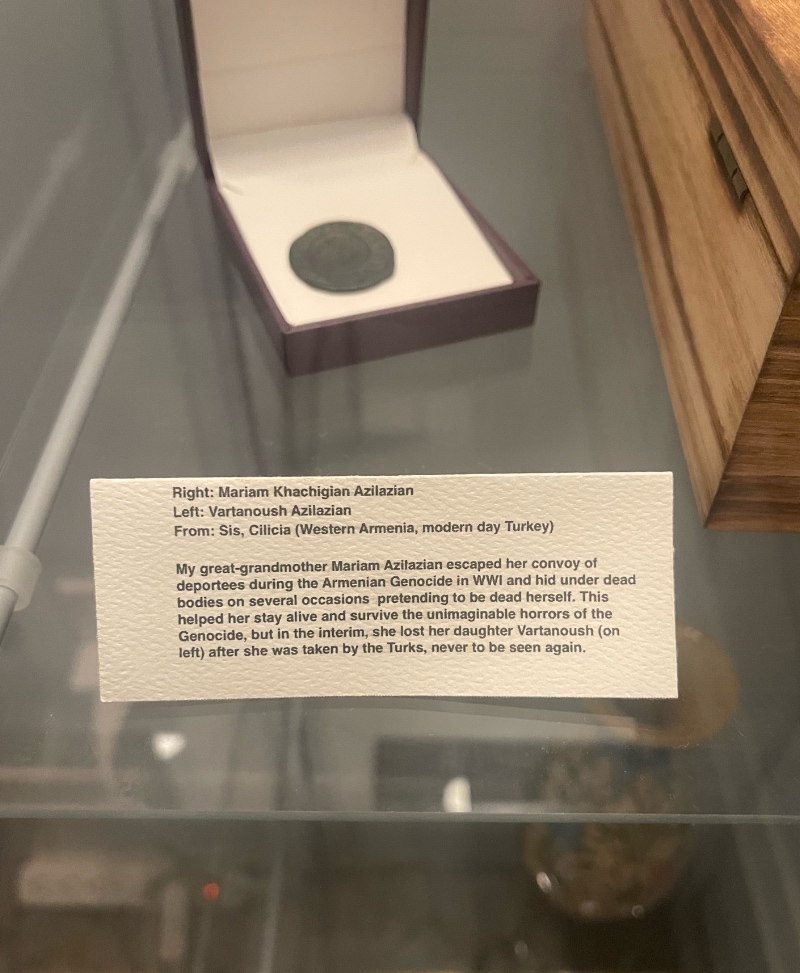 Right: Mariam Khachigian Azilazian
Left: Vartanoush Azilazian
From: Sis, Cilicia (Western Armenia, modern day Turkey)
My great-grandmother Mariam Azilazian escaped her convoy of
deportees during the Armenian Genocide in WWI and hid under dead
bodies on several occasions  pretending to be dead herself. This
helped her stay alive and survive the unimaginable horrors of the
Genocide, but in the interim, she lost her daughter Vartanoush (on
left) after she was taken by the Turks, never to be seen again.